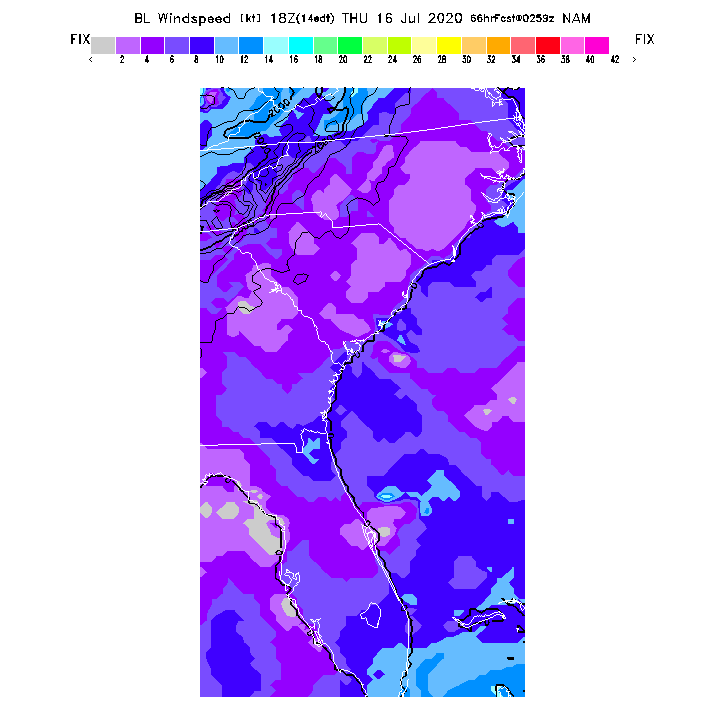 BL Windspeed [kt] 18Z(14edt) THU 16 Jul 2020 66hrFcst@0259z NAM
FIX FIX
< 2 4 6 8 10 12 14 16 18 20 22 24 26 28 30 32 34 36 38 40 42 >